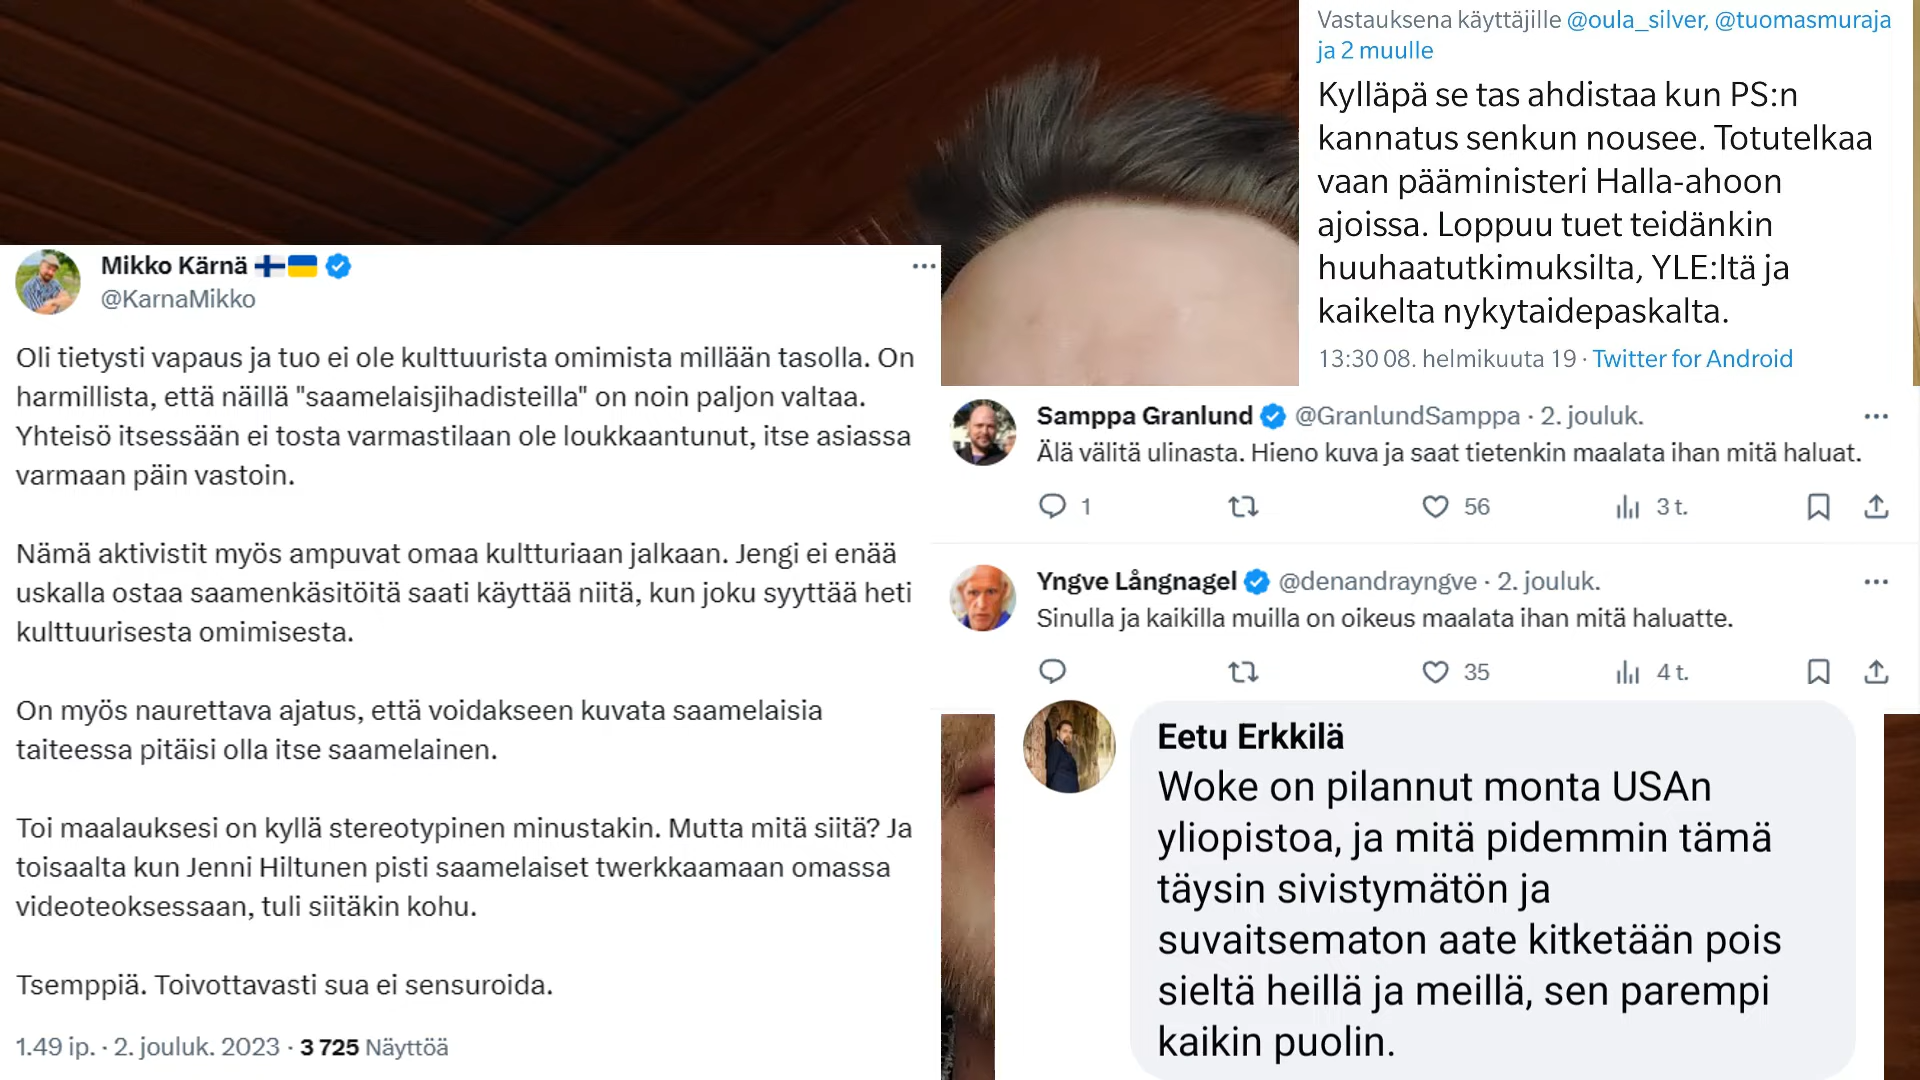 Vastauksena käyttäjille @oula_silver, @tuomasmuraja
ja 2 muulle
Kylläpä se tas ahdistaa kun PS:n
kannatus senkun nousee. Totutelkaa
vaan pääministeri Halla-ahoon
ajoissa. Loppuu tuet teidänkin
huuhaatutkimuksilta, YLE:ltä ja
kaikelta nykytaidepaskalta.
13:30 08. helmikuuta 19 · Twitter for Android
Mikko Kärnä
@KarnaMikko
Oli tietysti vapaus ja tuo ei ole kulttuurista omimista millään tasolla. On
harmillista, että näillä "saamelaisjihadisteilla" on noin paljon valtaa.
Yhteisö itsessään ei tosta varmastilaan ole loukkaantunut, itse asiassa
varmaan päin vastoin.
Nämä aktivistit myös ampuvat omaa kultturiaan jalkaan. Jengi ei enää
uskalla ostaa saamenkäsitöitä saati käyttää niitä, kun joku syyttää heti
kulttuurisesta omimisesta.
On myös naurettava ajatus, että voidakseen kuvata saamelaisia
taiteessa pitäisi olla itse saamelainen.
Toi maalauksesi on kyllä stereotypinen minustakin. Mutta mitä siitä? Ja
toisaalta kun Jenni Hiltunen pisti saamelaiset twerkkaamaan omassa
videoteoksessaan, tuli siitäkin kohu.
Tsemppiä. Toivottavasti sua ei sensuroida.
1.49 ip. · 2. jouluk. 2023 · 3 725 Näyttöä
Samppa Granlund @GranlundSamppa · 2. jouluk.
Älä välitä ulinasta. Hieno kuva ja saat tietenkin maalata ihan mitä haluat.
1 56 3 t.
Yngve Långnagel @denandrayngve · 2. jouluk.
Sinulla ja kaikilla muilla on oikeus maalata ihan mitä haluatte.
35 4 t.
Eetu Erkkilä
Woke on pilannut monta USAn
yliopistoa, ja mitä pidemmin tämä
täysin sivistymätön ja
suvaitsematon aate kitketään pois
sieltä heillä ja meillä, sen parempi
kaikin puolin.